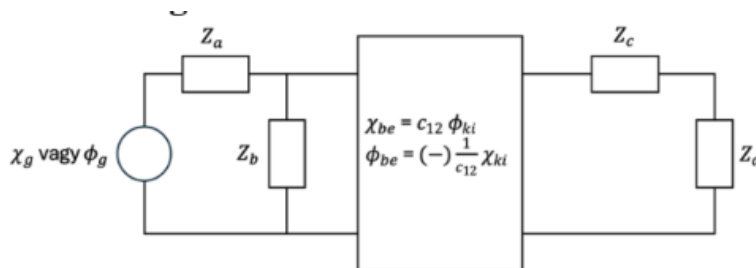 Z_a
Z_c
χ_be = c_12 ϕ_ki
ϕ_be = (−) 1/c_12 χ_ki
χ_g vagy ϕ_g
Z_b